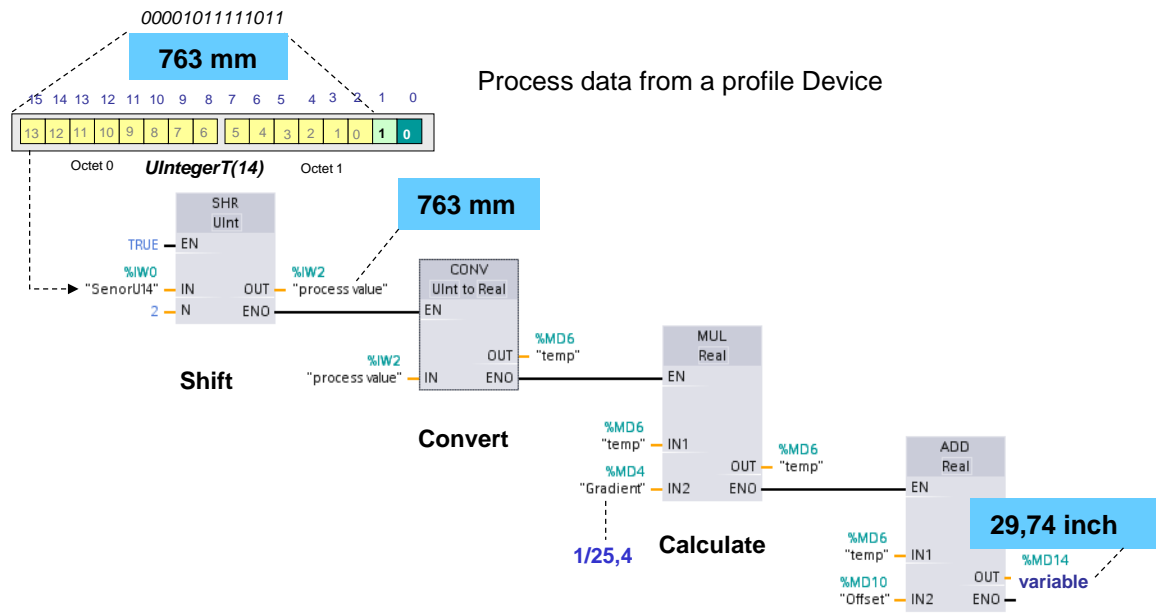 00001011111011
763 mm
Process data from a profile Device
15 14 13 12 11 10 9 8 7 6 5 4 3 2 1 0
13 12 11 10 9 8 7 6 5 4 3 2 1 0 1 0
Octet 0 UIntegerT(14) Octet 1
SHR
UInt
TRUE EN
%IW0
"SenorU14" IN
2 N
OUT
ENO
%IW2
"process value"
763 mm
Shift
CONV
UInt to Real
EN
%IW2
"process value" IN
OUT
ENO
%MD6
"temp"
Convert
MUL
Real
EN
%MD6
"temp" IN1
%MD4
"Gradient" IN2
OUT
ENO
%MD6
"temp"
1/25,4
Calculate
ADD
Real
EN
%MD6
"temp" IN1
%MD10
"Offset" IN2
OUT
ENO
29,74 inch
%MD14
variable